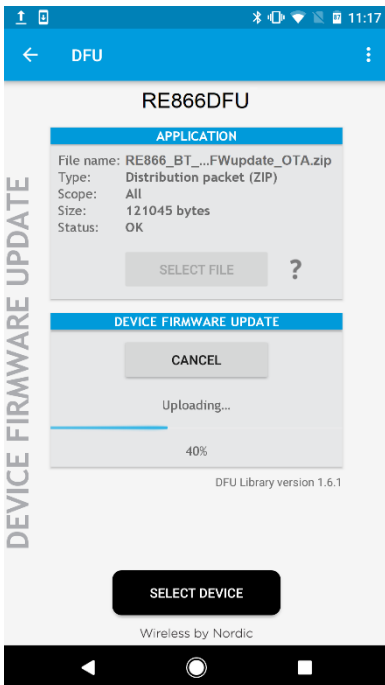 11:17
DFU
RE866DFU
APPLICATION
File name: RE866_BT_...FWupdate_OTA.zip
Type: Distribution packet (ZIP)
Scope: All
Size: 121045 bytes
Status: OK
SELECT FILE ?
DEVICE FIRMWARE UPDATE
DEVICE FIRMWARE UPDATE
CANCEL
Uploading...
40%
DFU Library version 1.6.1
SELECT DEVICE
Wireless by Nordic